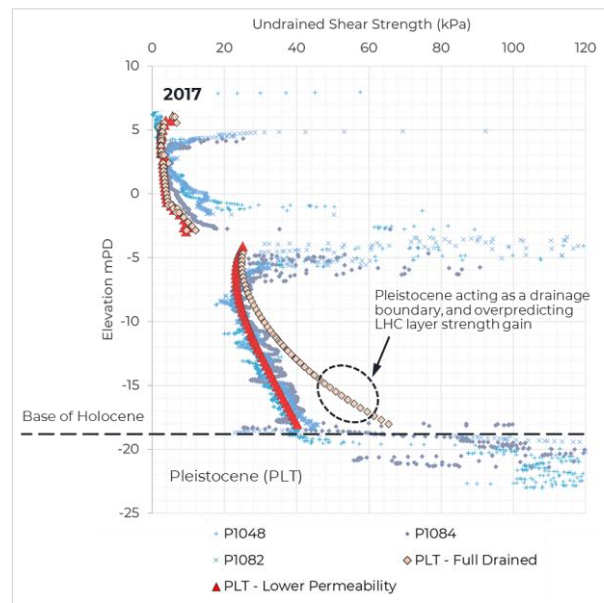 Undrained Shear Strength (kPa)
0 20 40 60 80 100 120
10
2017
5
0
Elevation mPD
-5
Pleistocene acting as a drainage
boundary, and overpredicting
LHC layer strength gain
-10
-15
Base of Holocene
-20
Pleistocene (PLT)
-25
P1048 P1084
P1082 PLT - Full Drained
PLT - Lower Permeability